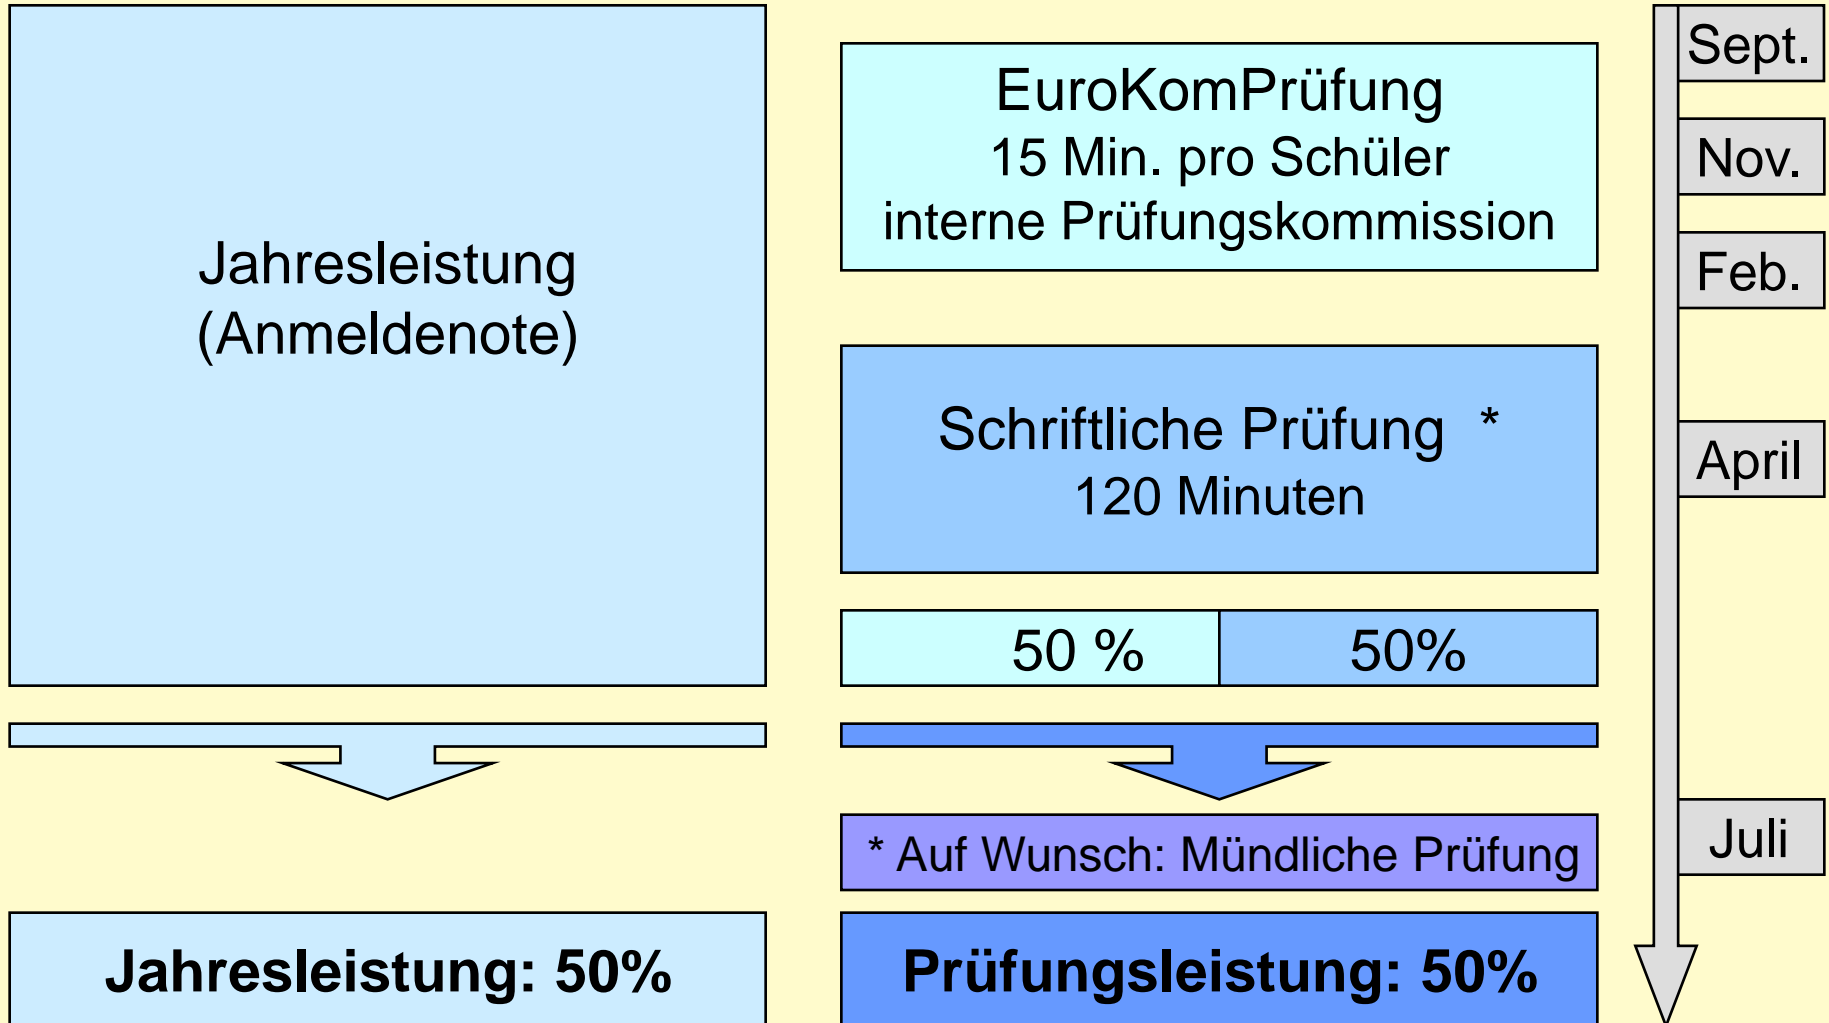 Jahresleistung
(Anmeldenote)
EuroKomPrüfung
15 Min. pro Schüler
interne Prüfungskommission
Schriftliche Prüfung *
120 Minuten
50 % 50%
* Auf Wunsch: Mündliche Prüfung
Jahresleistung: 50%
Prüfungsleistung: 50%
Sept.
Nov.
Feb.
April
Juli